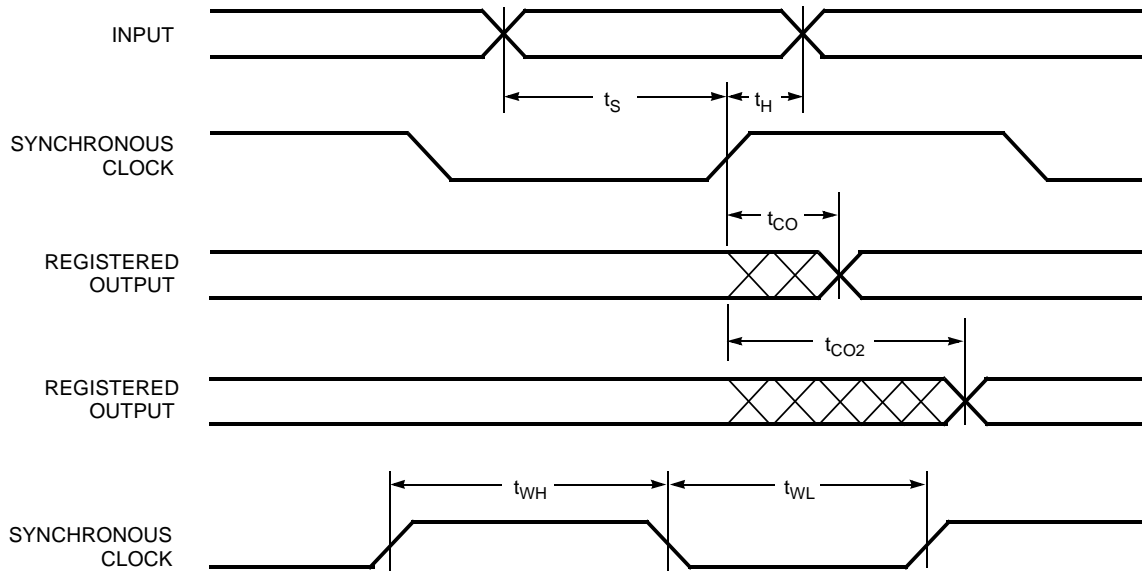 INPUT
tS
tH
SYNCHRONOUS
CLOCK
tCO
REGISTERED
OUTPUT
tCO2
REGISTERED
OUTPUT
tWH
tWL
SYNCHRONOUS
CLOCK